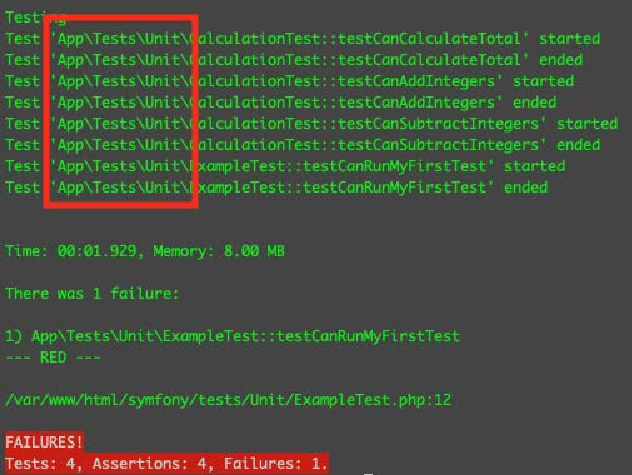 Testing
Test 'App\Tests\Unit\CalculationTest::testCanCalculateTotal' started
Test 'App\Tests\Unit\CalculationTest::testCanCalculateTotal' ended
Test 'App\Tests\Unit\CalculationTest::testCanAddIntegers' started
Test 'App\Tests\Unit\CalculationTest::testCanAddIntegers' ended
Test 'App\Tests\Unit\CalculationTest::testCanSubtractIntegers' started
Test 'App\Tests\Unit\CalculationTest::testCanSubtractIntegers' ended
Test 'App\Tests\Unit\ExampleTest::testCanRunMyFirstTest' started
Test 'App\Tests\Unit\ExampleTest::testCanRunMyFirstTest' ended
Time: 00:01.929, Memory: 8.00 MB
There was 1 failure:
1) App\Tests\Unit\ExampleTest::testCanRunMyFirstTest
--- RED ---
/var/www/html/symfony/tests/Unit/ExampleTest.php:12
FAILURES!
Tests: 4, Assertions: 4, Failures: 1.